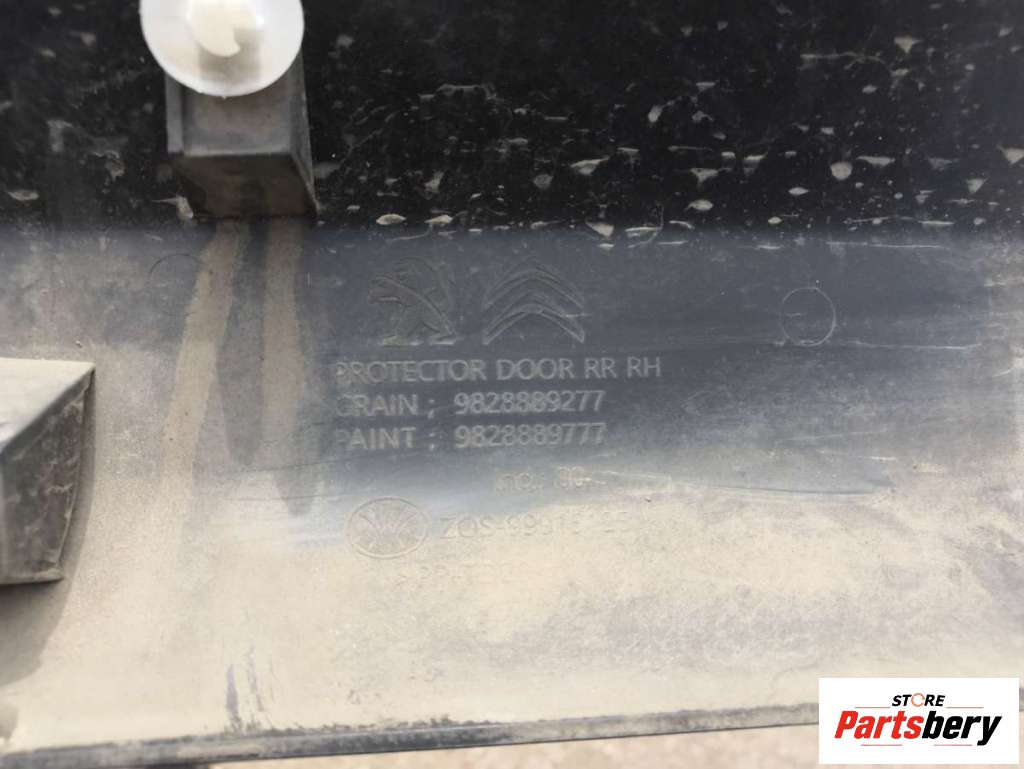 PROTECTOR DOOR RR RH
GRAIN ; 9828889277
PAINT ; 9828889777
STORE
Partsbery